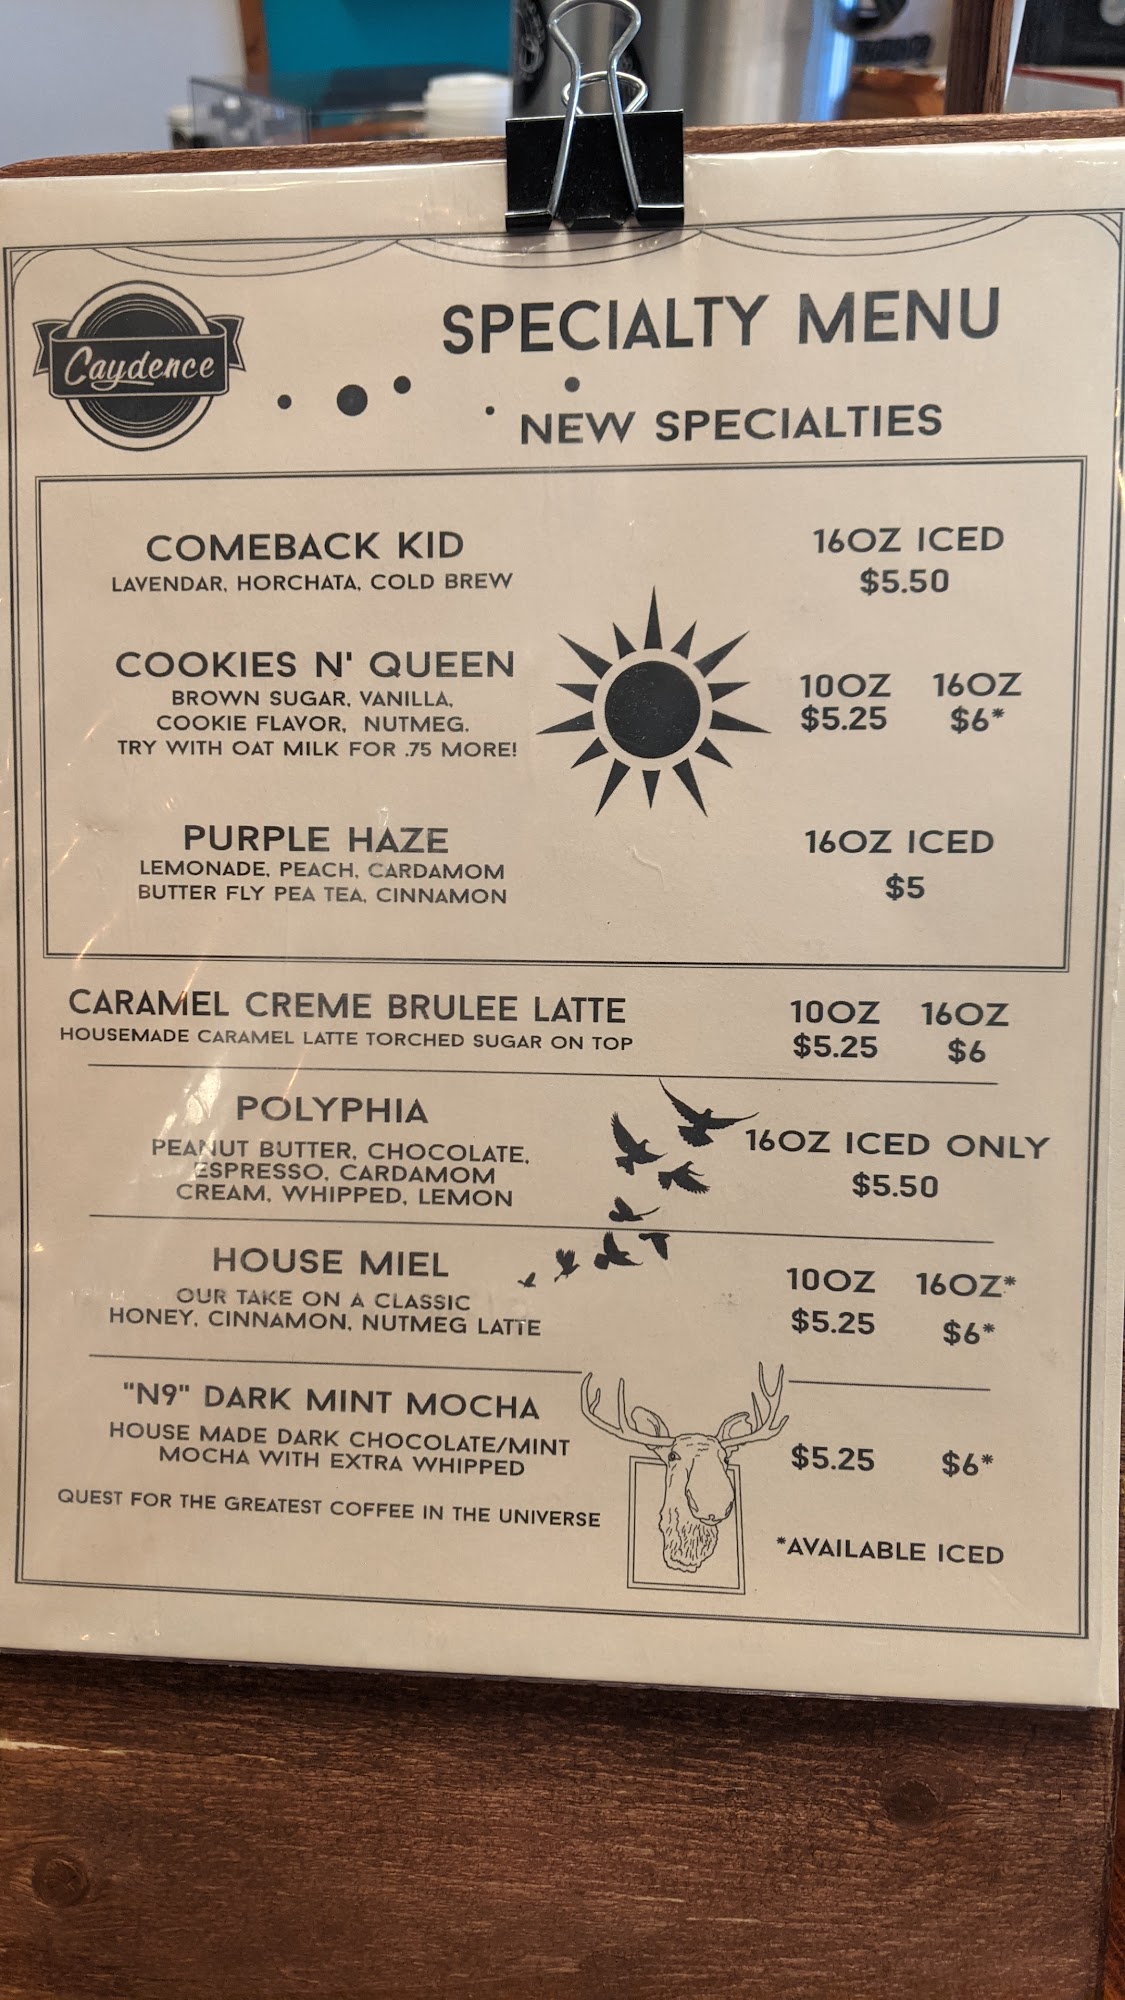 Caydence
SPECIALTY MENU
NEW SPECIALTIES
COMEBACK KID
LAVENDAR, HORCHATA, COLD BREW
16OZ ICED
$5.50
COOKIES N' QUEEN
BROWN SUGAR, VANILLA,
COOKIE FLAVOR, NUTMEG.
TRY WITH OAT MILK FOR .75 MORE!
10OZ 16OZ
$5.25 $6*
PURPLE HAZE
LEMONADE, PEACH, CARDAMOM
BUTTER FLY PEA TEA, CINNAMON
16OZ ICED
$5
CARAMEL CREME BRULEE LATTE
HOUSEMADE CARAMEL LATTE TORCHED SUGAR ON TOP
10OZ 16OZ
$5.25 $6
POLYPHIA
PEANUT BUTTER, CHOCOLATE,
ESPRESSO, CARDAMOM
CREAM, WHIPPED, LEMON
16OZ ICED ONLY
$5.50
HOUSE MIEL
OUR TAKE ON A CLASSIC
HONEY, CINNAMON, NUTMEG LATTE
10OZ 16OZ*
$5.25 $6*
"N9" DARK MINT MOCHA
HOUSE MADE DARK CHOCOLATE/MINT
MOCHA WITH EXTRA WHIPPED
$5.25 $6*
QUEST FOR THE GREATEST COFFEE IN THE UNIVERSE
*AVAILABLE ICED